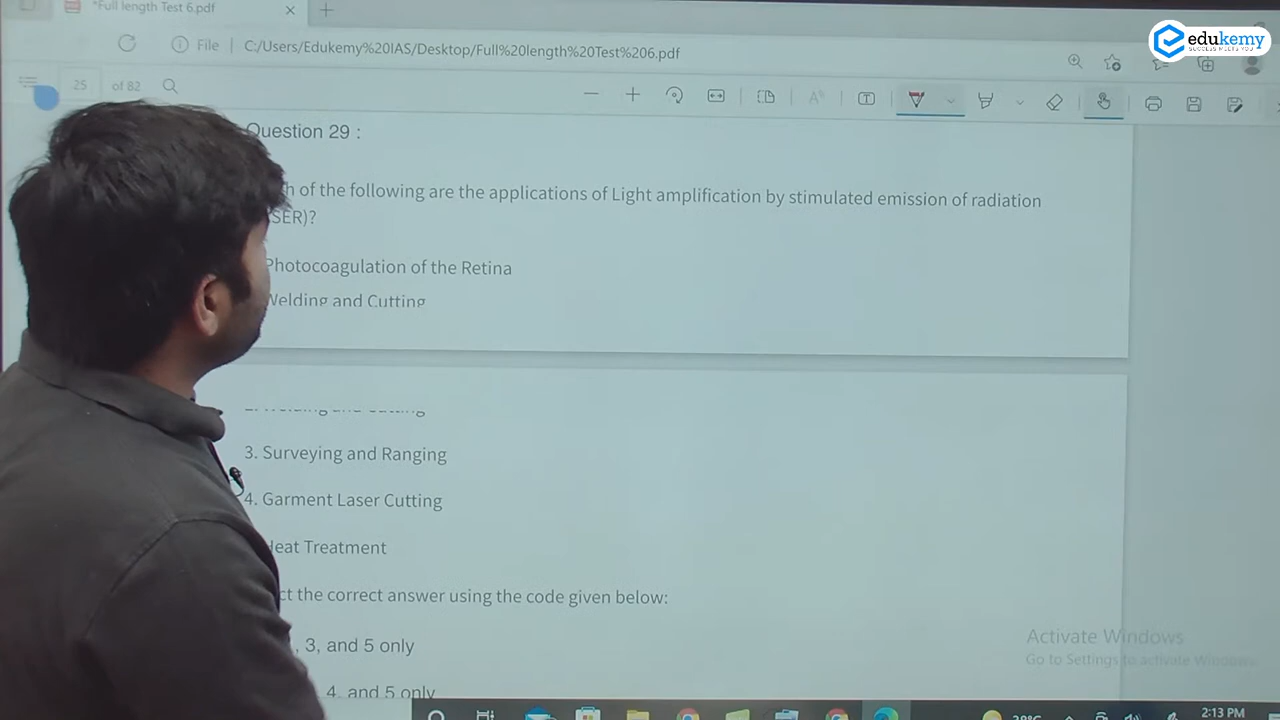 *Full length Test 6.pdf
File
C:/Users/Edukemy%20IAS/Desktop/Full%20length%20Test%206.pdf
edukemy
SUCCESS MEETS YOU
25 of 82
Question 29 :
of the following are the applications of Light amplification by stimulated emission of radiation
SER)?
Photocoagulation of the Retina
Welding and Cutting
3. Surveying and Ranging
4. Garment Laser Cutting
Heat Treatment
the correct answer using the code given below:
, 3, and 5 only
4, and 5 only
Activate Windows
Go to Settings to activate Windows.
2:13 PM